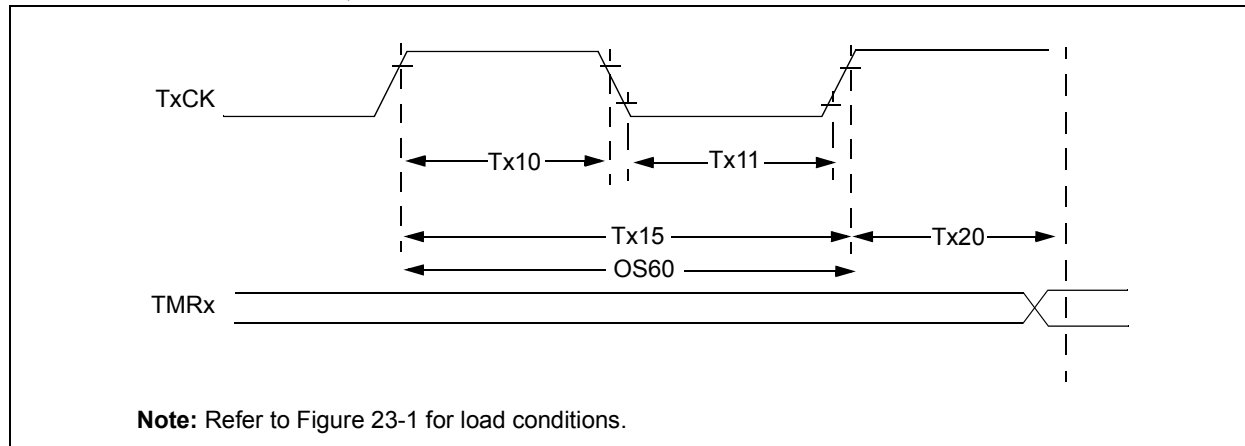 TxCK
Tx10
Tx11
Tx15
Tx20
OS60
TMRx
Note: Refer to Figure 23-1 for load conditions.